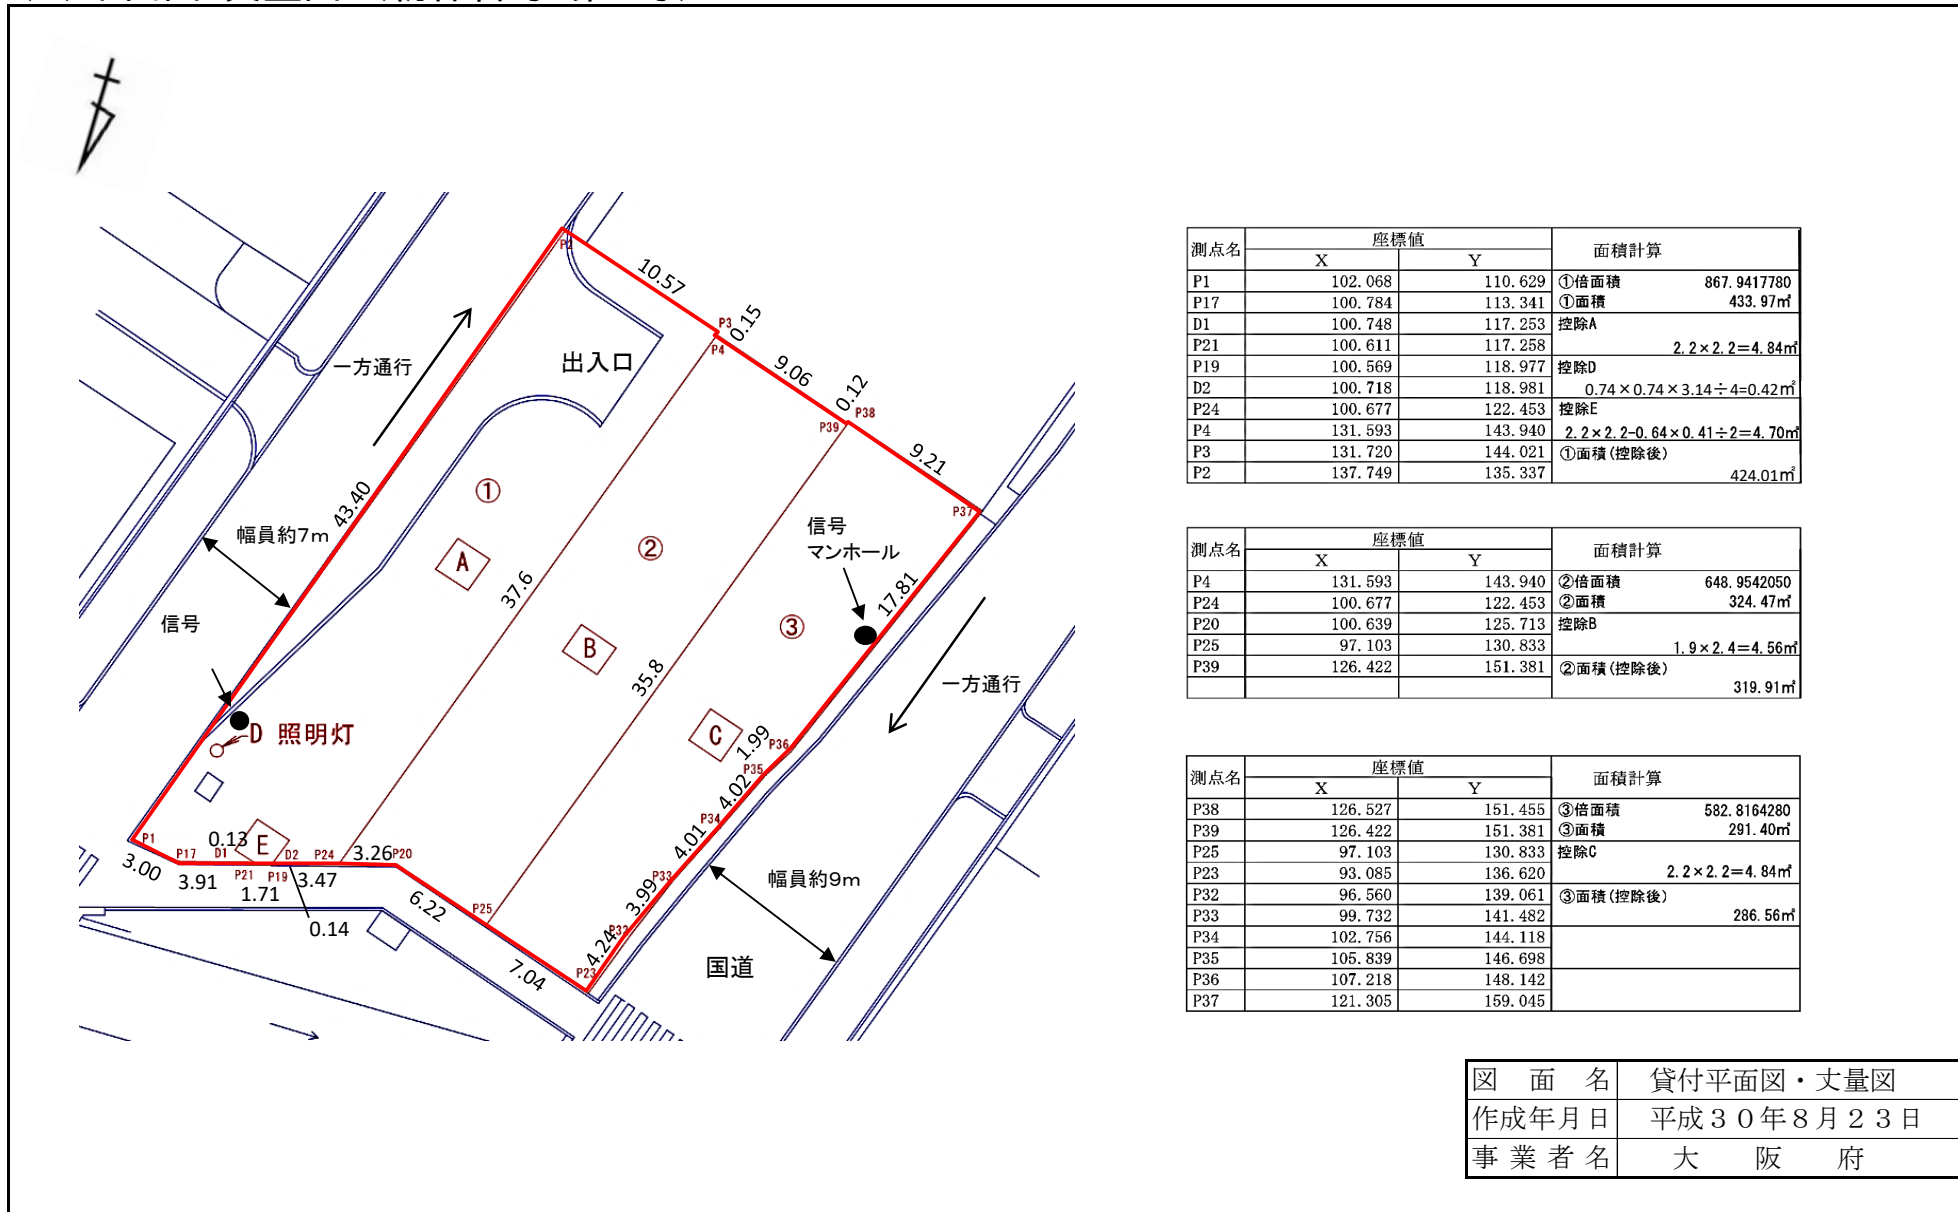 P2
10.57
P3
0.15
P4
一方通行
出入口
9.06
0.12
P38
P39
9.21
43.40
①
P37
幅員約7m
信号
マンホール
②
A
37.6
17.81
信号
③
B
35.8
一方通行
D 照明灯
C
1.99
P36
P35
4.02
P34
P1
0.13
E
4.01
P17
D1
D2
P24
3.26
P20
3.00
3.91
P21
P19
3.47
P33
幅員約9m
1.71
3.99
6.22
P25
0.14
P32
4.24
7.04
P23
国道
測点名 座標値 面積計算
X Y
P1 102.068 110.629 ①倍面積 867.9417780
P17 100.784 113.341 ①面積 433.97㎡
D1 100.748 117.253 控除A
P21 100.611 117.258 2.2×2.2=4.84㎡
P19 100.569 118.977 控除D
D2 100.718 118.981 0.74×0.74×3.14÷4=0.42㎡
P24 100.677 122.453 控除E
P4 131.593 143.940 2.2×2.2-0.64×0.41÷2=4.70㎡
P3 131.720 144.021 ①面積(控除後)
P2 137.749 135.337 424.01㎡
測点名 座標値 面積計算
X Y
P4 131.593 143.940 ②倍面積 648.9542050
P24 100.677 122.453 ②面積 324.47㎡
P20 100.639 125.713 控除B
P25 97.103 130.833 1.9×2.4=4.56㎡
P39 126.422 151.381 ②面積(控除後)
319.91㎡
測点名 座標値 面積計算
X Y
P38 126.527 151.455 ③倍面積 582.8164280
P39 126.422 151.381 ③面積 291.40㎡
P25 97.103 130.833 控除C
P23 93.085 136.620 2.2×2.2=4.84㎡
P32 96.560 139.061 ③面積(控除後)
P33 99.732 141.482 286.56㎡
P34 102.756 144.118
P35 105.839 146.698
P36 107.218 148.142
P37 121.305 159.045
図面名 貸付平面図・丈量図
作成年月日 平成30年8月23日
事業者名 大阪府